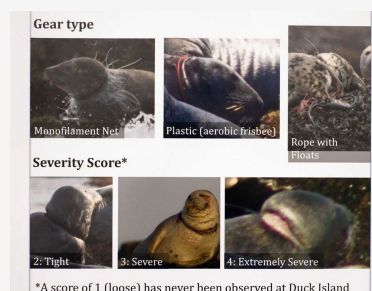 Gear type
Monofilament Net
Plastic (aerobic frisbee)
Rope with
Floats
Severity Score*
2: Tight
3: Severe
4: Extremely Severe
*A score of 1 (loose) has never been observed at Duck Island